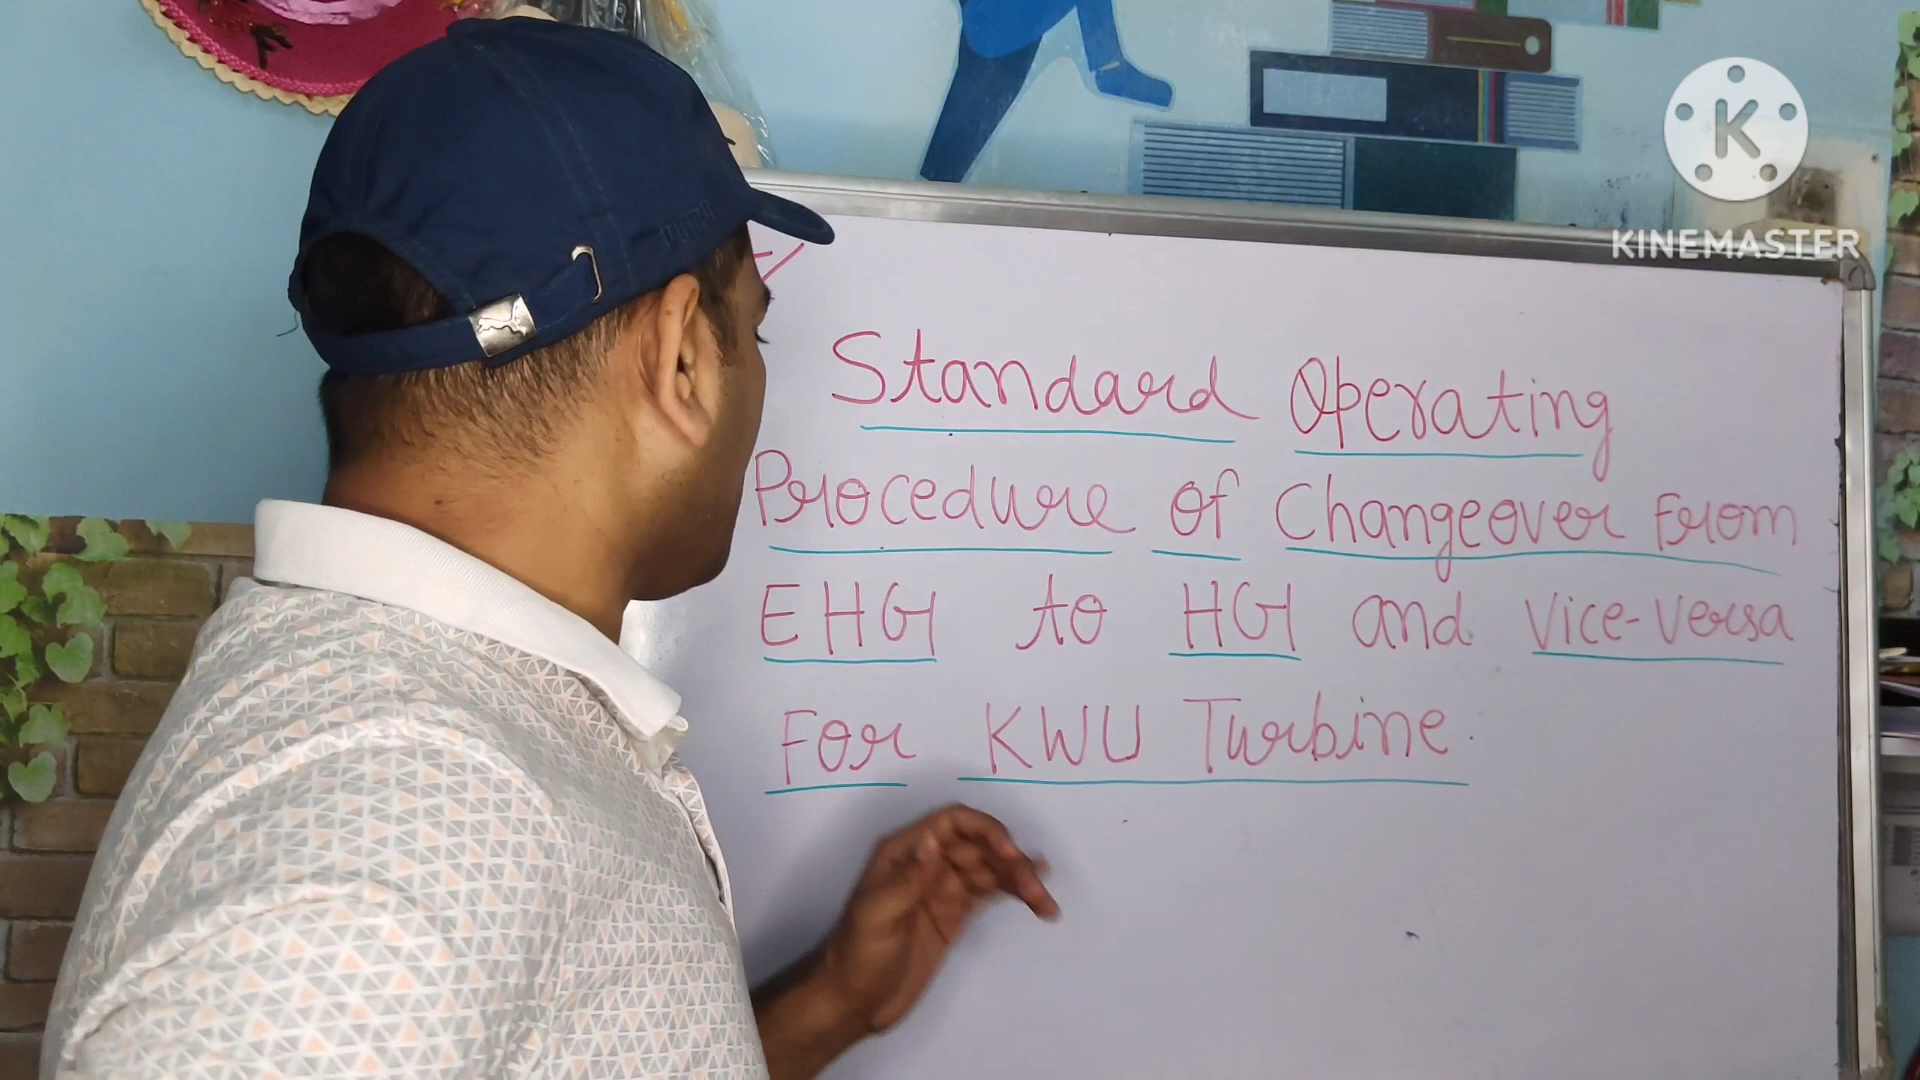 KINEMASTER
Standard Operating
Procedure of Changeover From
EHG to HG and Vice-Versa
For KWU Turbine.